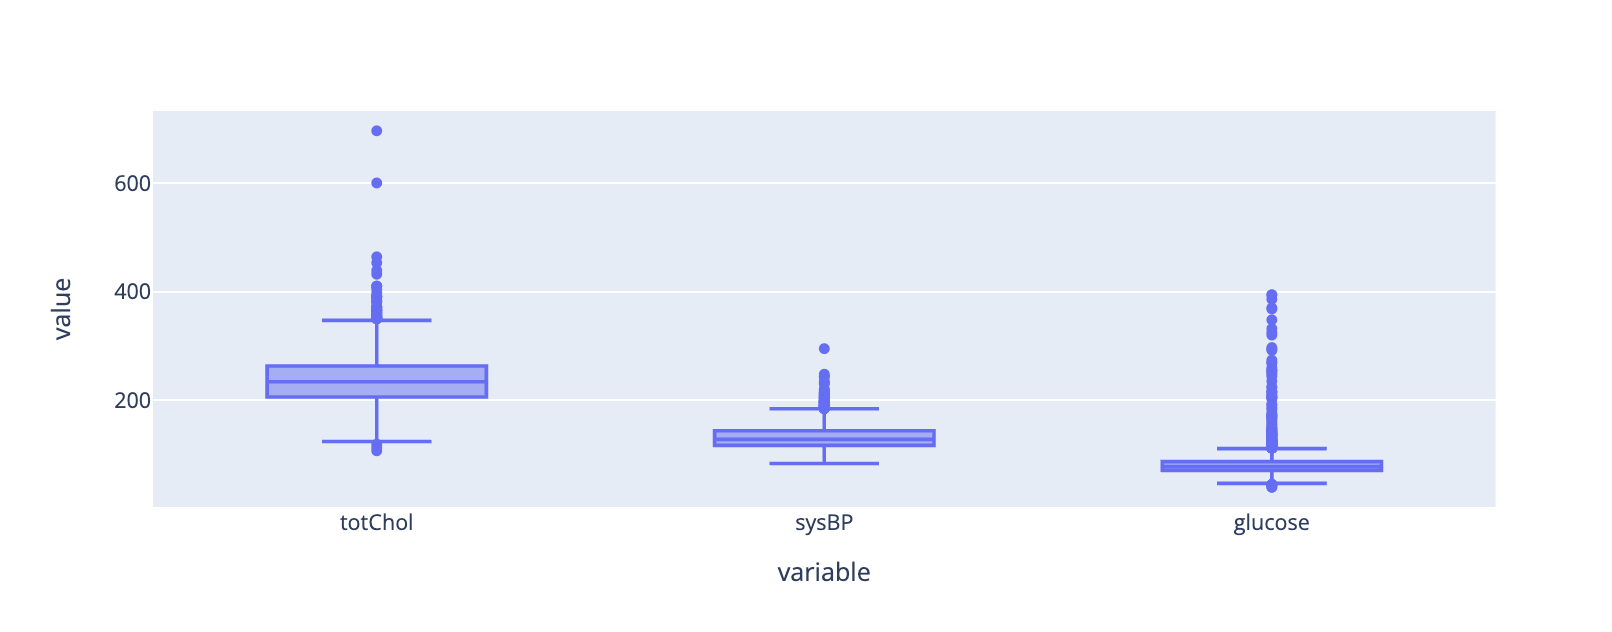 value
600
400
200
totChol
sysBP
glucose
variable